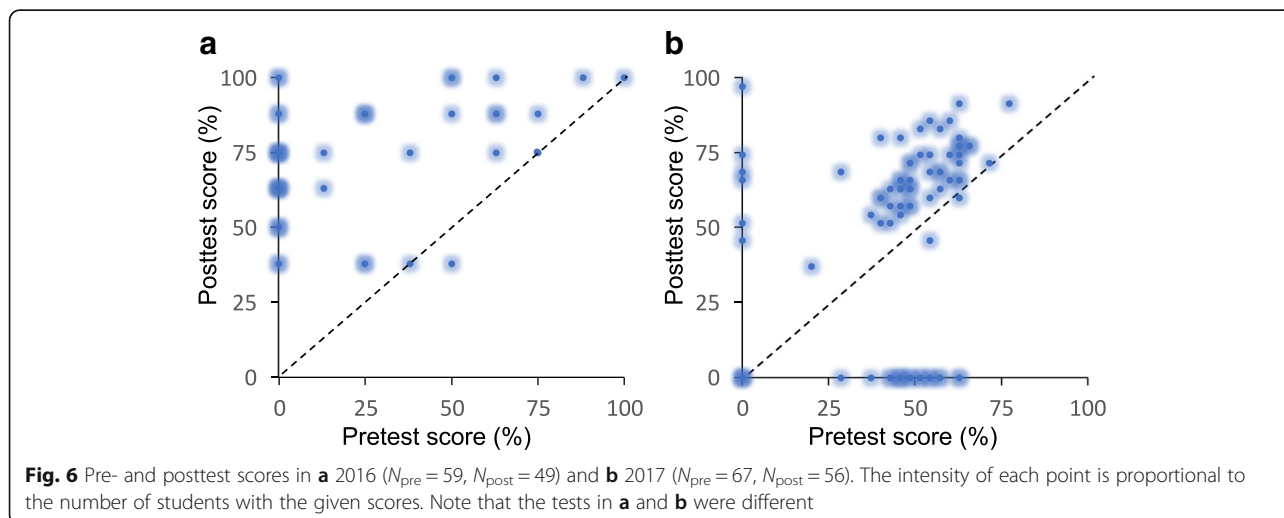 a
b
Posttest score (%)
100
75
50
25
0
0 25 50 75 100
Pretest score (%)
Posttest score (%)
100
75
50
25
0
0 25 50 75 100
Pretest score (%)
Fig. 6 Pre- and posttest scores in a 2016 (Npre = 59, Npost = 49) and b 2017 (Npre = 67, Npost = 56). The intensity of each point is proportional to
the number of students with the given scores. Note that the tests in a and b were different